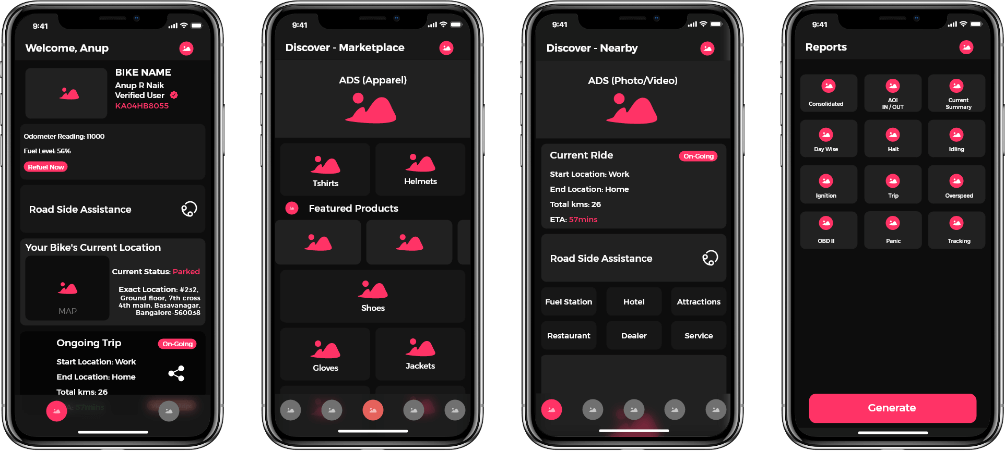 9:41
Welcome, Anup
BIKE NAME
Anup R Naik
Verified User
KA04HB8055
Odometer Reading: 11000
Fuel Level: 56%
Refuel Now
Road Side Assistance
Your Bike's Current Location
Current Status: Parked
Exact Location: #232,
Ground floor, 7th cross
4th main, Basavanagar,
Bangalore-560038
MAP
Ongoing Trip
On-Going
Start Location: Work
End Location: Home
Total kms: 26
9:41
Discover - Marketplace
ADS (Apparel)
Tshirts
Helmets
Featured Products
Shoes
Gloves
Jackets
9:41
Discover - Nearby
ADS (Photo/Video)
Current Ride
On-Going
Start Location: Work
End Location: Home
Total kms: 26
ETA: 57mins
Road Side Assistance
Fuel Station
Hotel
Attractions
Restaurant
Dealer
Service
9:41
Reports
Consolidated
AOI
IN / OUT
Current
Summary
Day Wise
Halt
Idling
Ignition
Trip
Overspeed
OBD II
Panic
Tracking
Generate